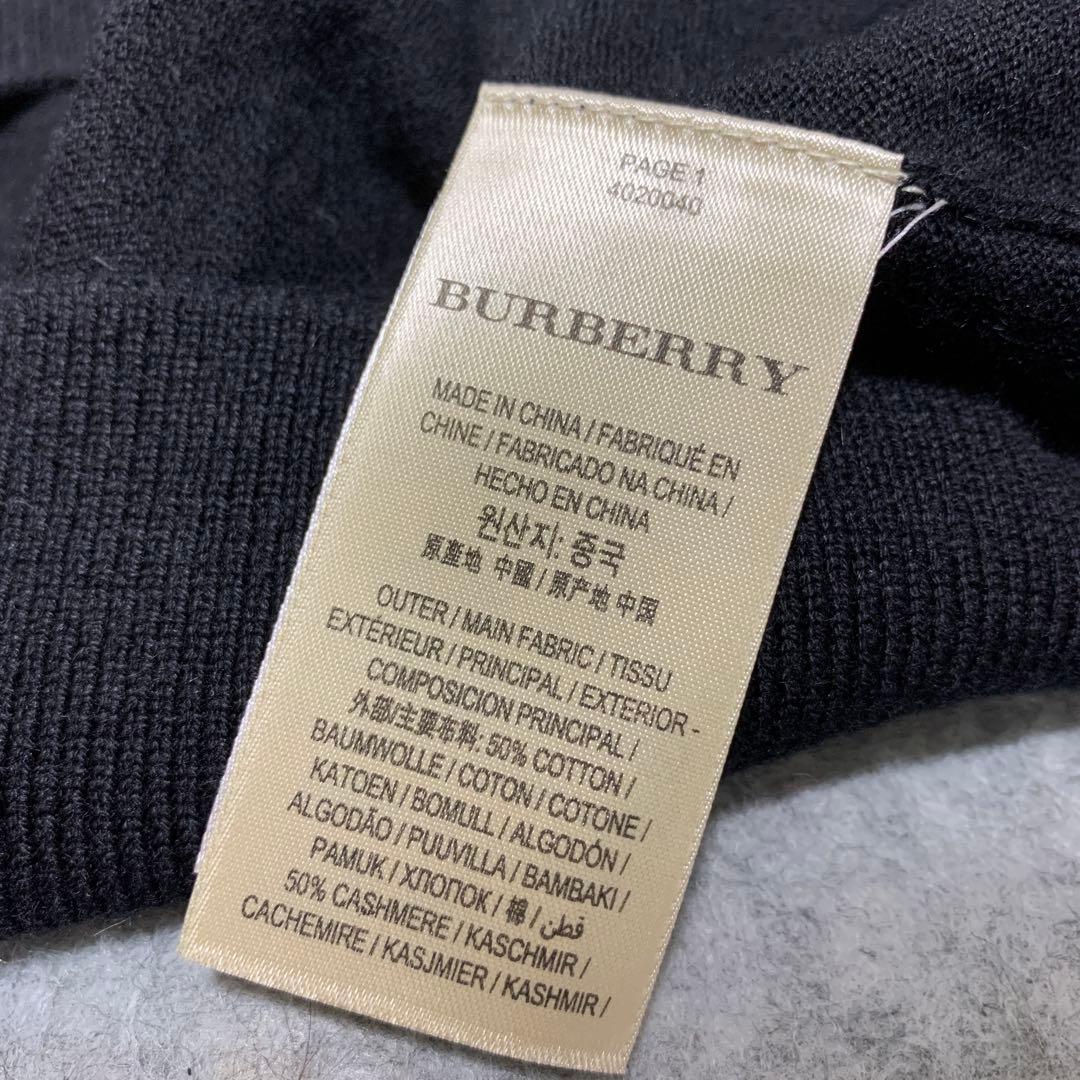 PAGE 1
4020040
BURBERRY
MADE IN CHINA / FABRIQUÉ EN
CHINE / FABRICADO NA CHINA /
HECHO EN CHINA
원산지: 중국
原産地 中國 / 原产地 中国
OUTER / MAIN FABRIC / TISSU
EXTÉRIEUR / PRINCIPAL / EXTERIOR -
COMPOSICION PRINCIPAL /
外部/主要布料: 50% COTTON /
BAUMWOLLE / COTON / COTONE /
KATOEN / BOMULL / ALGODÓN /
ALGODÃO / PUUVILLA / BAMBAKI /
PAMUK / ХЛОПОК / 棉 / قطن /
50% CASHMERE / KASCHMIR /
CACHEMIRE / KASJMIER / KASHMIR /